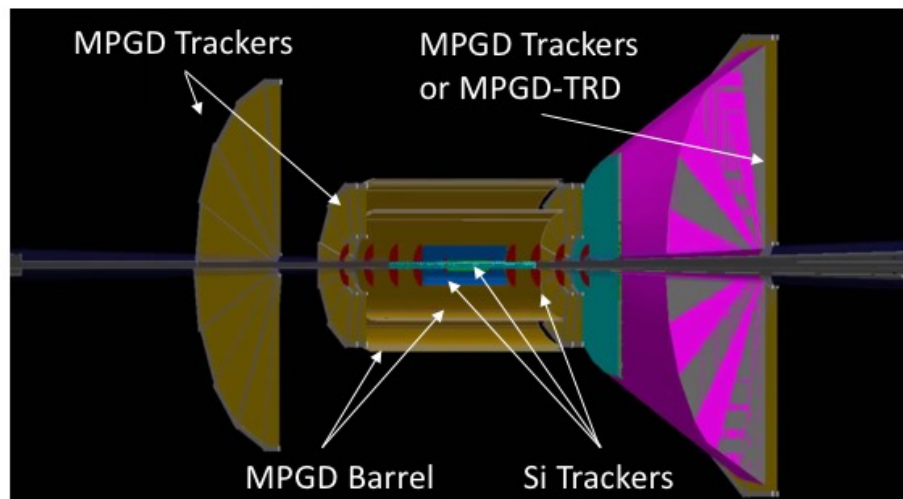 MPGD Trackers
MPGD Trackers
or MPGD-TRD
MPGD Barrel
Si Trackers